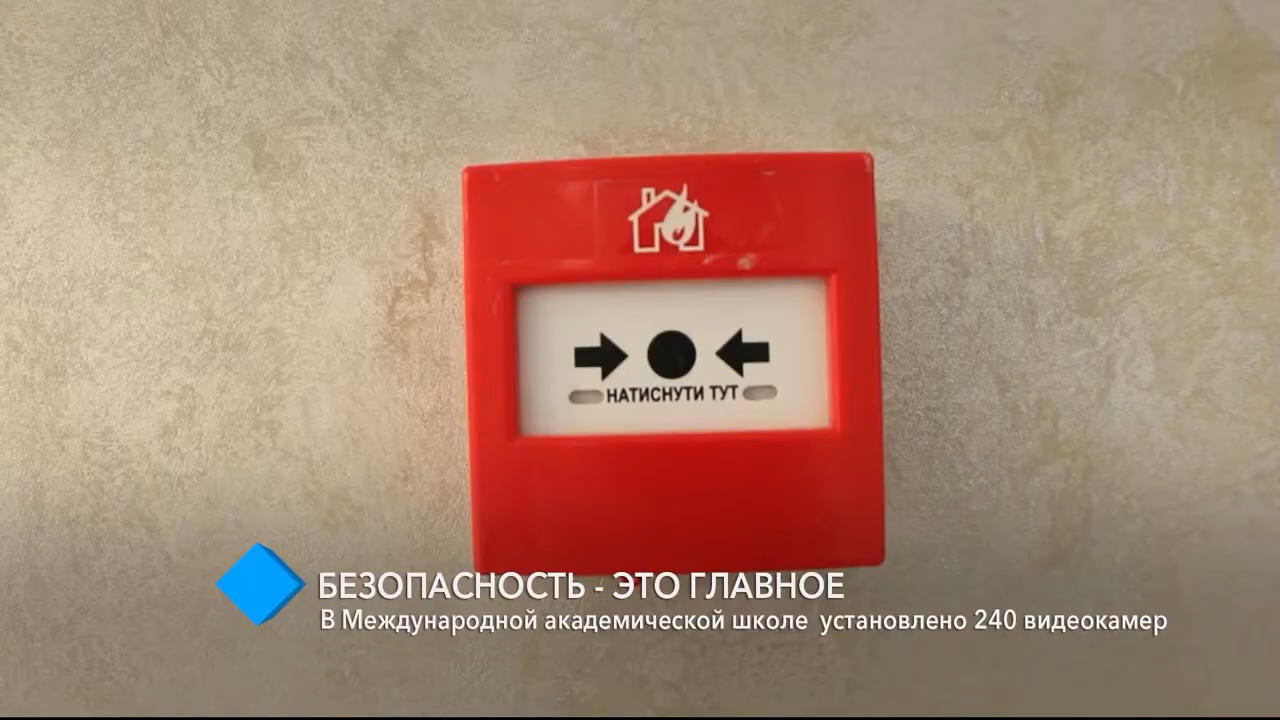 НАТИСНУТИ ТУТ
БЕЗОПАСНОСТЬ - ЭТО ГЛАВНОЕ
В Международной академической школе установлено 240 видеокамер